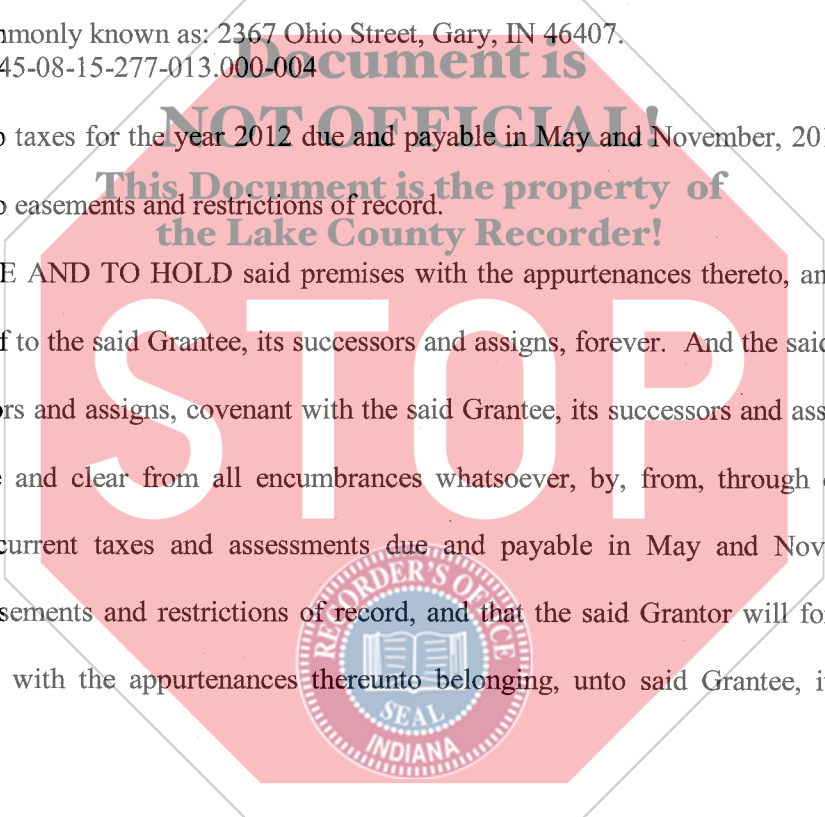 mmonly known as: 2367 Ohio Street, Gary, IN 46407.
Document is
45-08-15-277-013.000-004
NOT OFFICIAL!
o taxes for the year 2012 due and payable in May and November, 201
This Document is the property of
o easements and restrictions of record.
the Lake County Recorder!
E AND TO HOLD said premises with the appurtenances thereto, an
f to the said Grantee, its successors and assigns, forever. And the said
STOP
ors and assigns, covenant with the said Grantee, its successors and ass
e and clear from all encumbrances whatsoever, by, from, through
current taxes and assessments due and payable in May and Nov
RECORDER'S OFFICE
sements and restrictions of record, and that the said Grantor will for
with the appurtenances thereunto belonging, unto said Grantee, i
SEAL
INDIANA